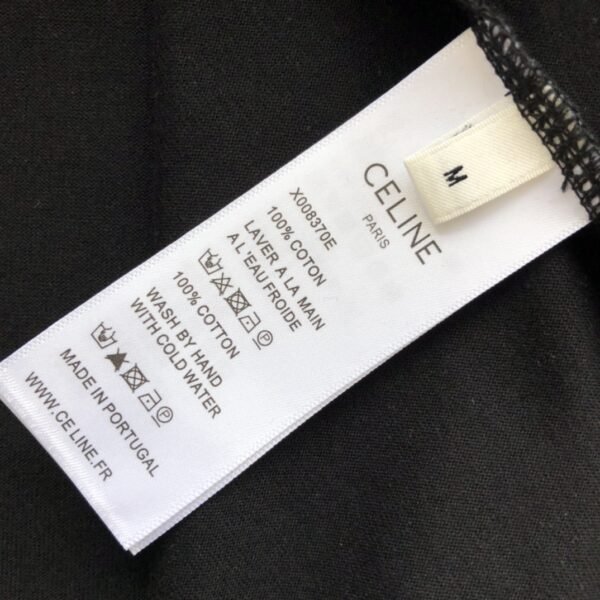 CELINE
PARIS
M
X008370E
100% COTON
LAVER A LA MAIN
A L'EAU FROIDE
100% COTTON
WASH BY HAND
WITH COLD WATER
MADE IN PORTUGAL
WWW.CELINE.FR